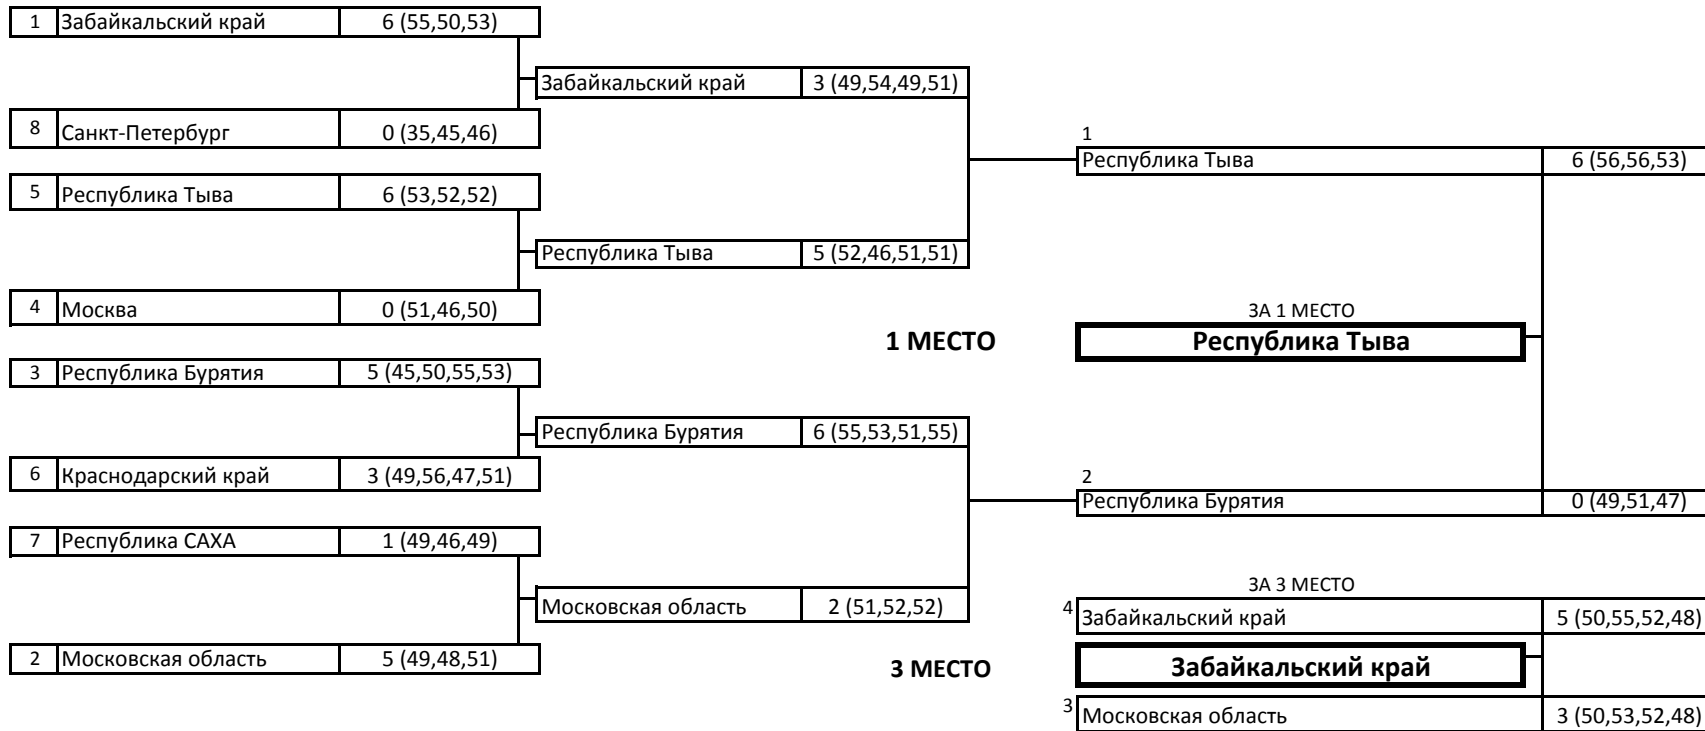 1 Забайкальский край 6 (55,50,53)
Забайкальский край 3 (49,54,49,51)
8 Санкт-Петербург 0 (35,45,46)
1
Республика Тыва 6 (56,56,53)
5 Республика Тыва 6 (53,52,52)
Республика Тыва 5 (52,46,51,51)
4 Москва 0 (51,46,50)
ЗА 1 МЕСТО
1 МЕСТО Республика Тыва
3 Республика Бурятия 5 (45,50,55,53)
Республика Бурятия 6 (55,53,51,55)
6 Краснодарский край 3 (49,56,47,51)
2
Республика Бурятия 0 (49,51,47)
7 Республика САХА 1 (49,46,49)
ЗА 3 МЕСТО
Московская область 2 (51,52,52)
4 Забайкальский край 5 (50,55,52,48)
2 Московская область 5 (49,48,51)
3 МЕСТО Забайкальский край
3 Московская область 3 (50,53,52,48)